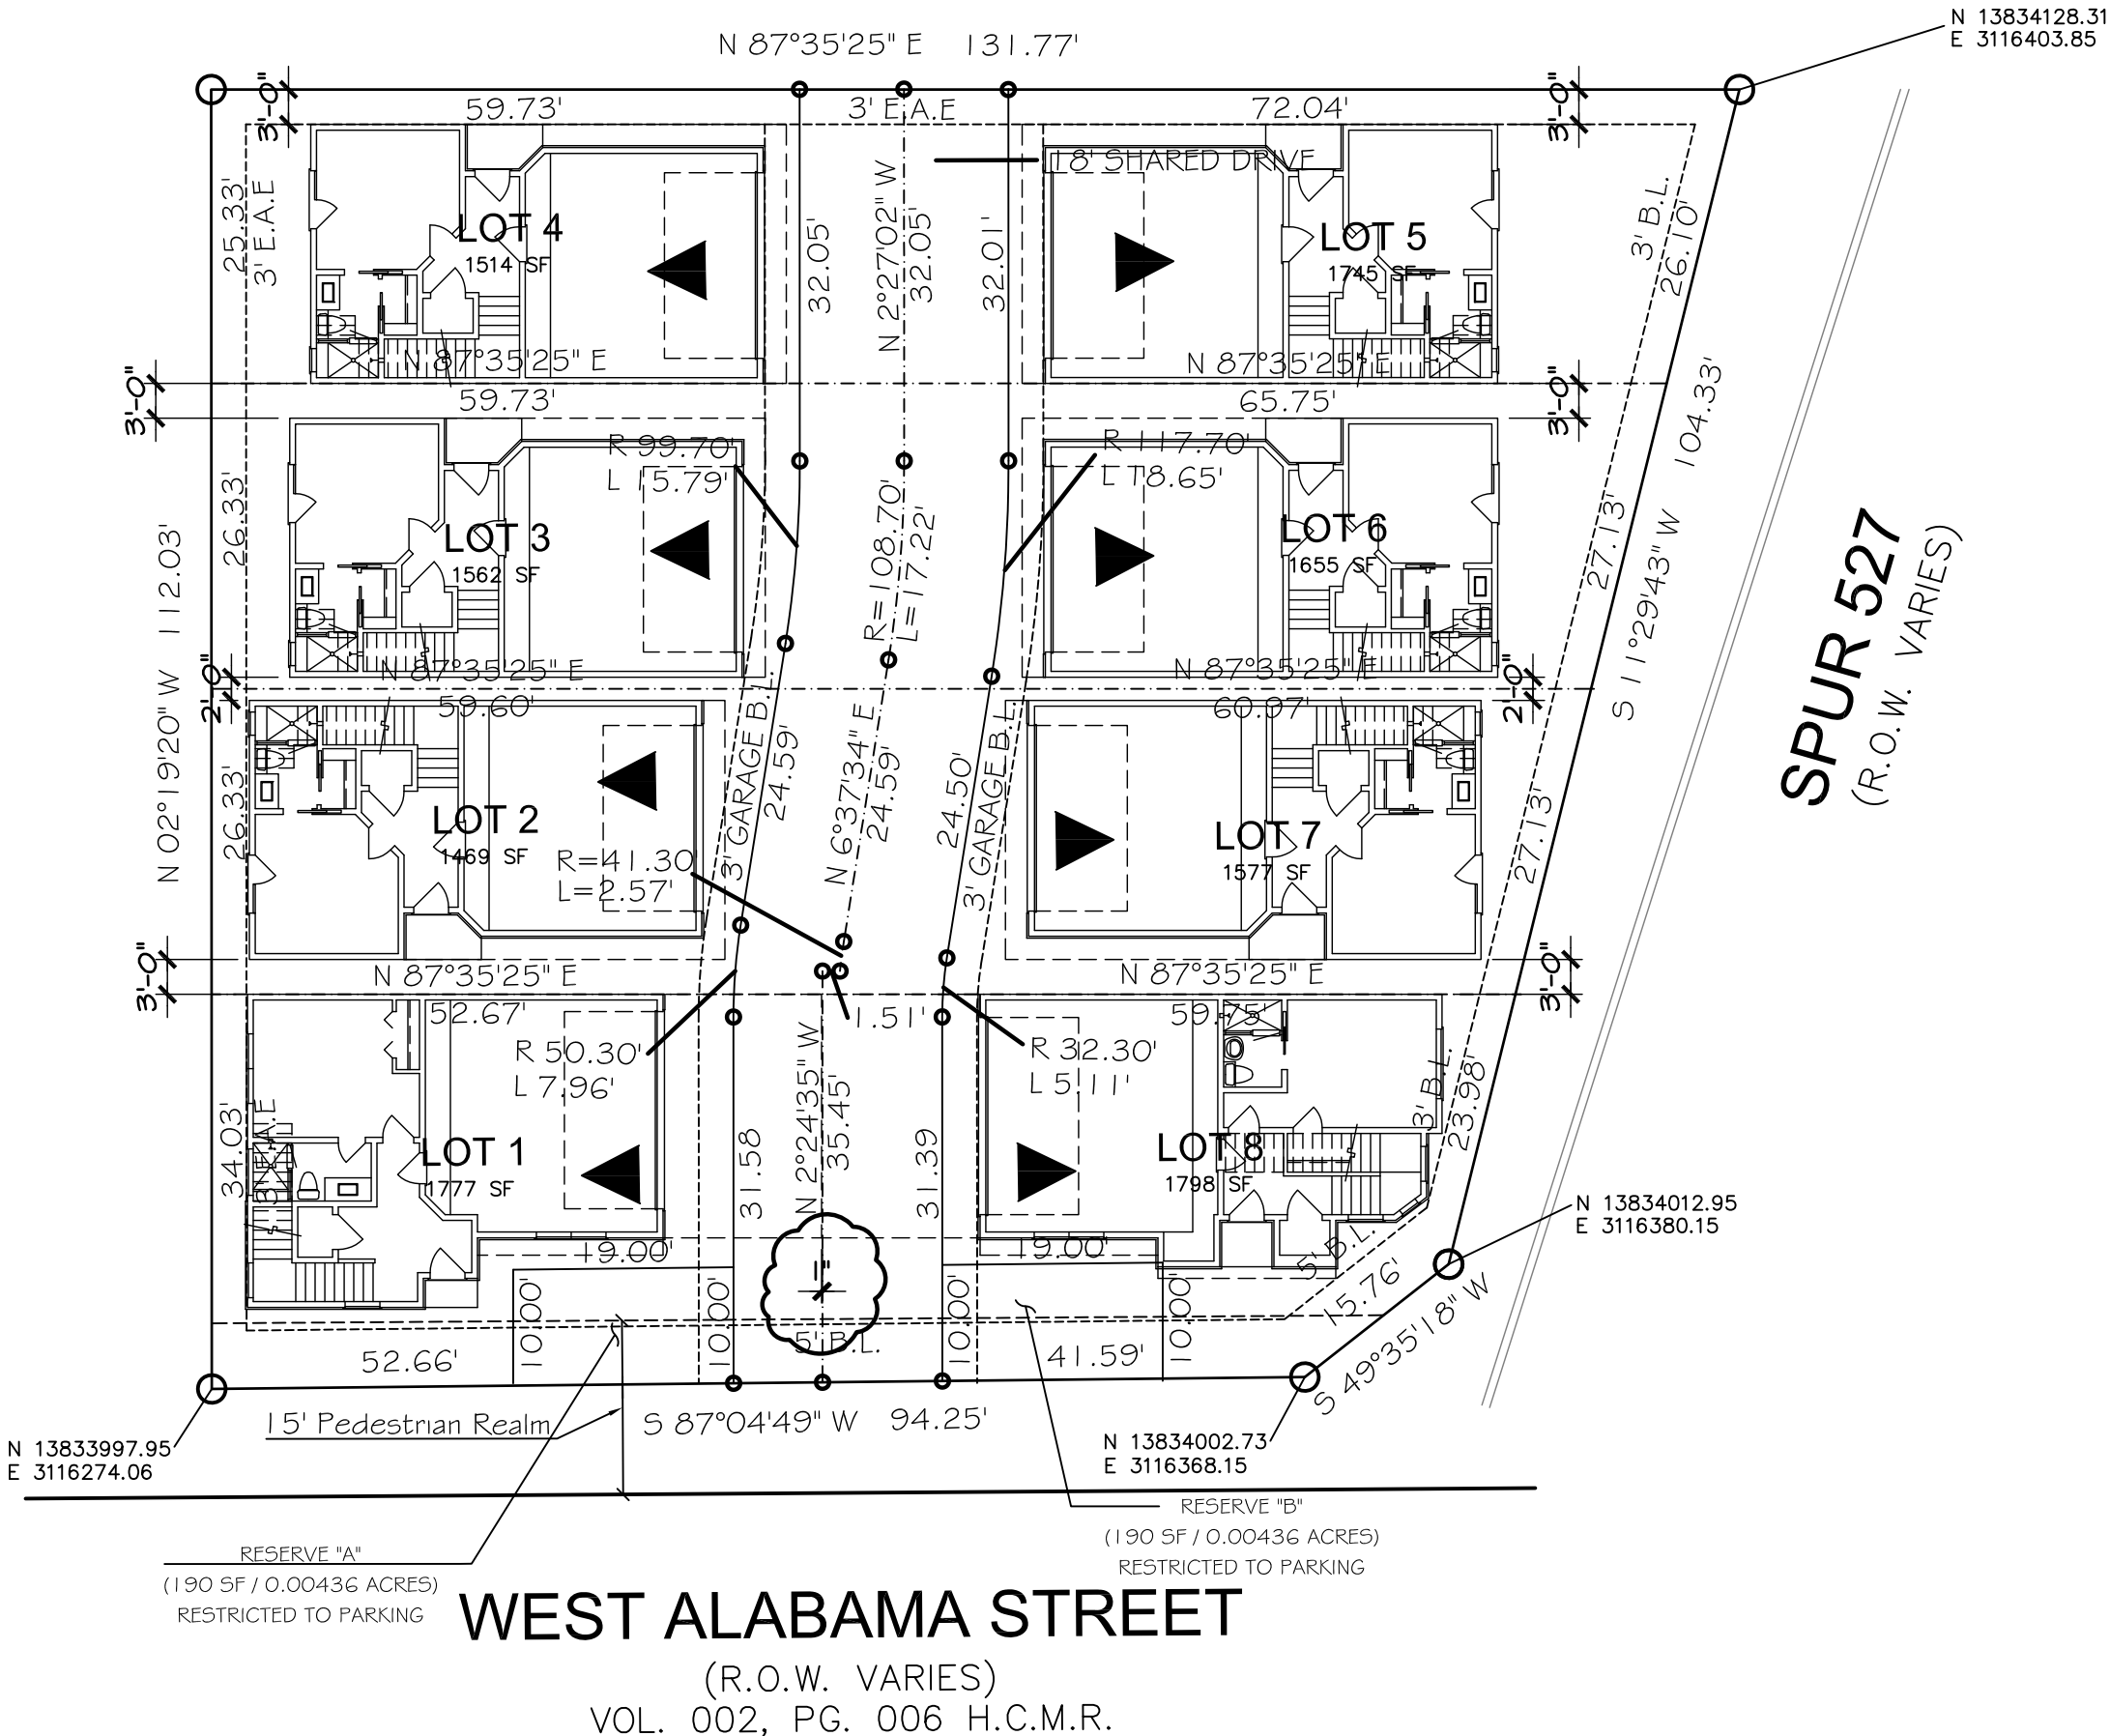 N 13834128.31
E 3116403.85
N 87°35'25" E 131.77'
3'-0"
59.73'
3' E.A.E
72.04'
3'-0"
18' SHARED DRIVE
25.33'
3' E.A.E
LOT 4
1514 SF
32.05'
N 2°27'02" W
32.05'
32.01'
LOT 5
1745 SF
3' B.L.
26.10'
N 87°35'25" E
N 87°35'25" E
3'-0"
59.73'
65.75'
3'-0"
104.33'
R 99.70'
L 15.79'
R 117.70'
L 18.65'
26.33'
LOT 3
1562 SF
R=108.70'
L=17.22'
LOT 6
1655 SF
27.13'
N 02°19'20" W 112.03'
S 11°29'43" W
SPUR 527
(R.O.W. VARIES)
N 87°35'25" E
N 87°35'25" E
2'-0"
59.60'
60.97'
2'-0"
26.33'
LOT 2
1469 SF
3' GARAGE B.L.
24.59'
N 6°37'34" E
24.59'
24.50'
3' GARAGE B.L.
LOT 7
1577 SF
27.13'
R=41.30
L=2.57'
N 87°35'25" E
N 87°35'25" E
3'-0"
52.67'
1.51'
59.75'
3'-0"
R 50.30'
L 7.96'
R 32.30'
L 5.11'
34.03'
3' E.A.E
LOT 1
1777 SF
31.58
N 2°24'35" W
35.45'
31.39
LOT 8
1798 SF
3' B.L.
23.98'
N 13834012.95
E 3116380.15
19.00'
19.00'
1"
5' B.L.
15.76'
10.00'
10.00'
5' B.L.
10.00'
10.00'
52.66'
41.59'
S 49°35'18" W
15' Pedestrian Realm
S 87°04'49" W 94.25'
N 13833997.95
E 3116274.06
N 13834002.73
E 3116368.15
RESERVE "B"
(190 SF / 0.00436 ACRES)
RESTRICTED TO PARKING
RESERVE "A"
(190 SF / 0.00436 ACRES)
RESTRICTED TO PARKING
WEST ALABAMA STREET
(R.O.W. VARIES)
VOL. 002, PG. 006 H.C.M.R.